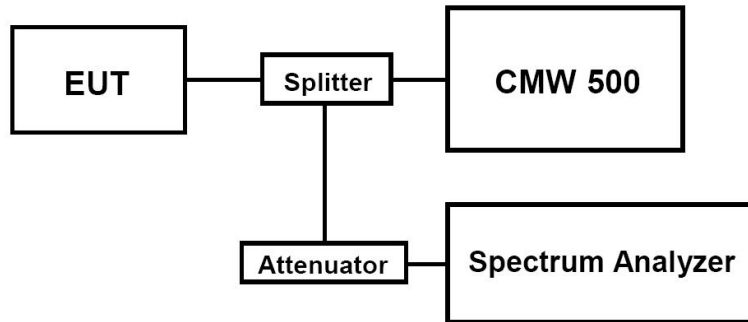 EUT
Splitter
CMW 500
Attenuator
Spectrum Analyzer